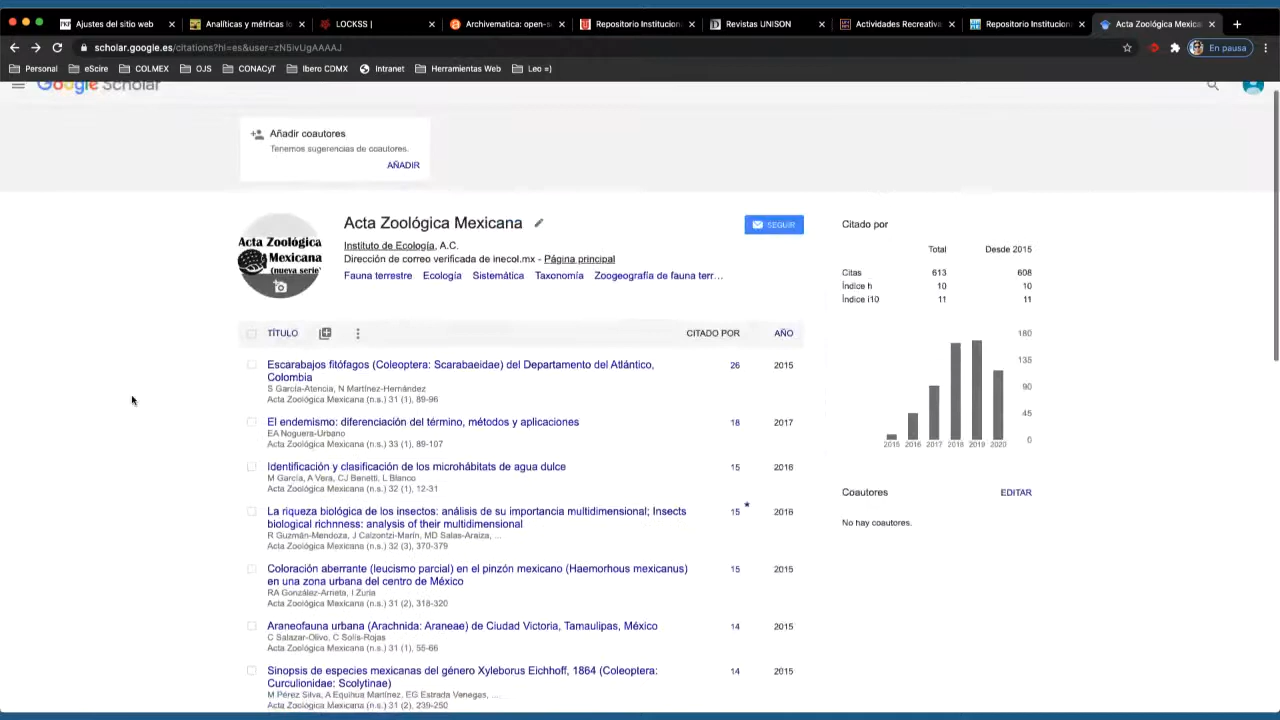 Ajustes del sitio web
Analíticas y métricas lo
LOCKSS |
Archivematica: open-s
Repositorio Institucion
Revistas UNISON
Actividades Recreativa
Repositorio Institucion
Acta Zoológica Mexica
scholar.google.es/citations?hl=es&user=zN5ivUgAAAAJ
En pausa
Personal
eScire
COLMEX
OJS
CONACyT
Ibero CDMX
Intranet
Herramientas Web
Leo =)
Google Scholar
Añadir coautores
Tenemos sugerencias de coautores.
AÑADIR
Acta Zoológica
Mexicana
(nueva serie)
Acta Zoológica Mexicana
SEGUIR
Instituto de Ecología, A.C.
Dirección de correo verificada de inecol.mx - Página principal
Fauna terrestre Ecología Sistemática Taxonomía Zoogeografía de fauna terr…
TÍTULO CITADO POR AÑO
Escarabajos fitófagos (Coleoptera: Scarabaeidae) del Departamento del Atlántico, 26 2015
Colombia
S García-Atencia, N Martínez-Hernández
Acta Zoológica Mexicana (n.s.) 31 (1), 89-96
El endemismo: diferenciación del término, métodos y aplicaciones 18 2017
EA Noguera-Urbano
Acta Zoológica Mexicana (n.s.) 33 (1), 89-107
Identificación y clasificación de los microhábitats de agua dulce 15 2016
M García, A Vera, CJ Benetti, L Blanco
Acta Zoológica Mexicana (n.s.) 32 (1), 12-31
La riqueza biológica de los insectos: análisis de su importancia multidimensional; Insects 15 * 2016
biological richnness: analysis of their multidimensional
R Guzmán-Mendoza, J Calzontzi-Marín, MD Salas-Araiza, ...
Acta Zoológica Mexicana (n.s.) 32 (3), 370-379
Coloración aberrante (leucismo parcial) en el pinzón mexicano (Haemorhous mexicanus) 15 2015
en una zona urbana del centro de México
RA González-Arrieta, I Zuria
Acta Zoológica Mexicana (n.s.) 31 (2), 318-320
Araneofauna urbana (Arachnida: Araneae) de Ciudad Victoria, Tamaulipas, México 14 2015
C Salazar-Olivo, C Solís-Rojas
Acta Zoológica Mexicana (n.s.) 31 (1), 55-66
Sinopsis de especies mexicanas del género Xyleborus Eichhoff, 1864 (Coleoptera: 14 2015
Curculionidae: Scolytinae)
M Pérez Silva, A Equihua Martínez, EG Estrada Venegas, ...
Acta Zoológica Mexicana (n.s.) 31 (2), 239-250
Citado por
Total Desde 2015
Citas 613 608
Índice h 10 10
Índice i10 11 11
180
135
90
45
0
2015 2016 2017 2018 2019 2020
Coautores EDITAR
No hay coautores.